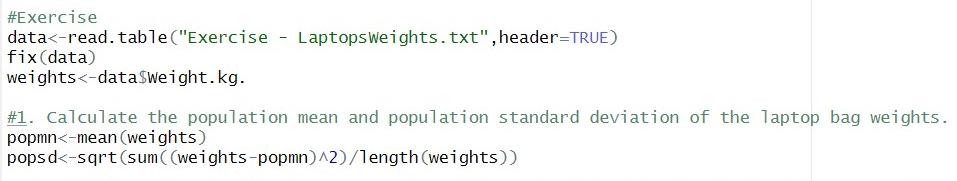 #Exercise
data<-read.table("Exercise - LaptopsWeights.txt",header=TRUE)
fix(data)
weights<-data$Weight.kg.
#1. Calculate the population mean and population standard deviation of the laptop bag weights.
popmn<-mean(weights)
popsd<-sqrt(sum((weights-popmn)^2)/length(weights))